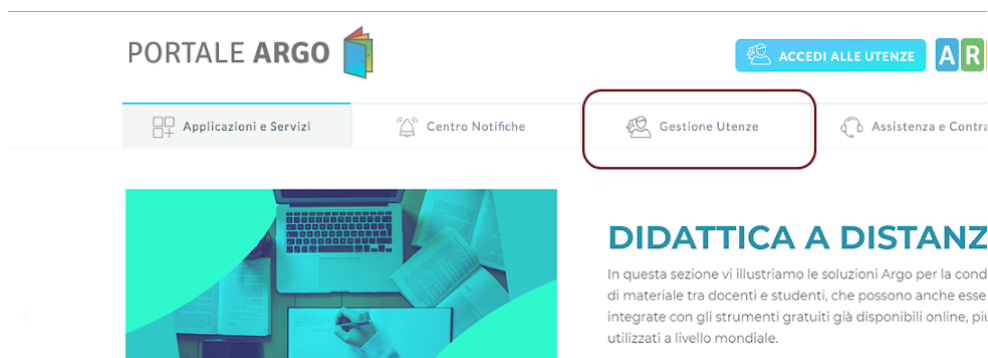 PORTALE ARGO
ACCEDI ALLE UTENZE
A R
Applicazioni e Servizi
Centro Notifiche
Gestione Utenze
Assistenza e Contra
DIDATTICA A DISTANZ
In questa sezione vi illustriamo le soluzioni Argo per la cond
di materiale tra docenti e studenti, che possono anche esse
integrate con gli strumenti gratuiti già disponibili online, più
utilizzati a livello mondiale.